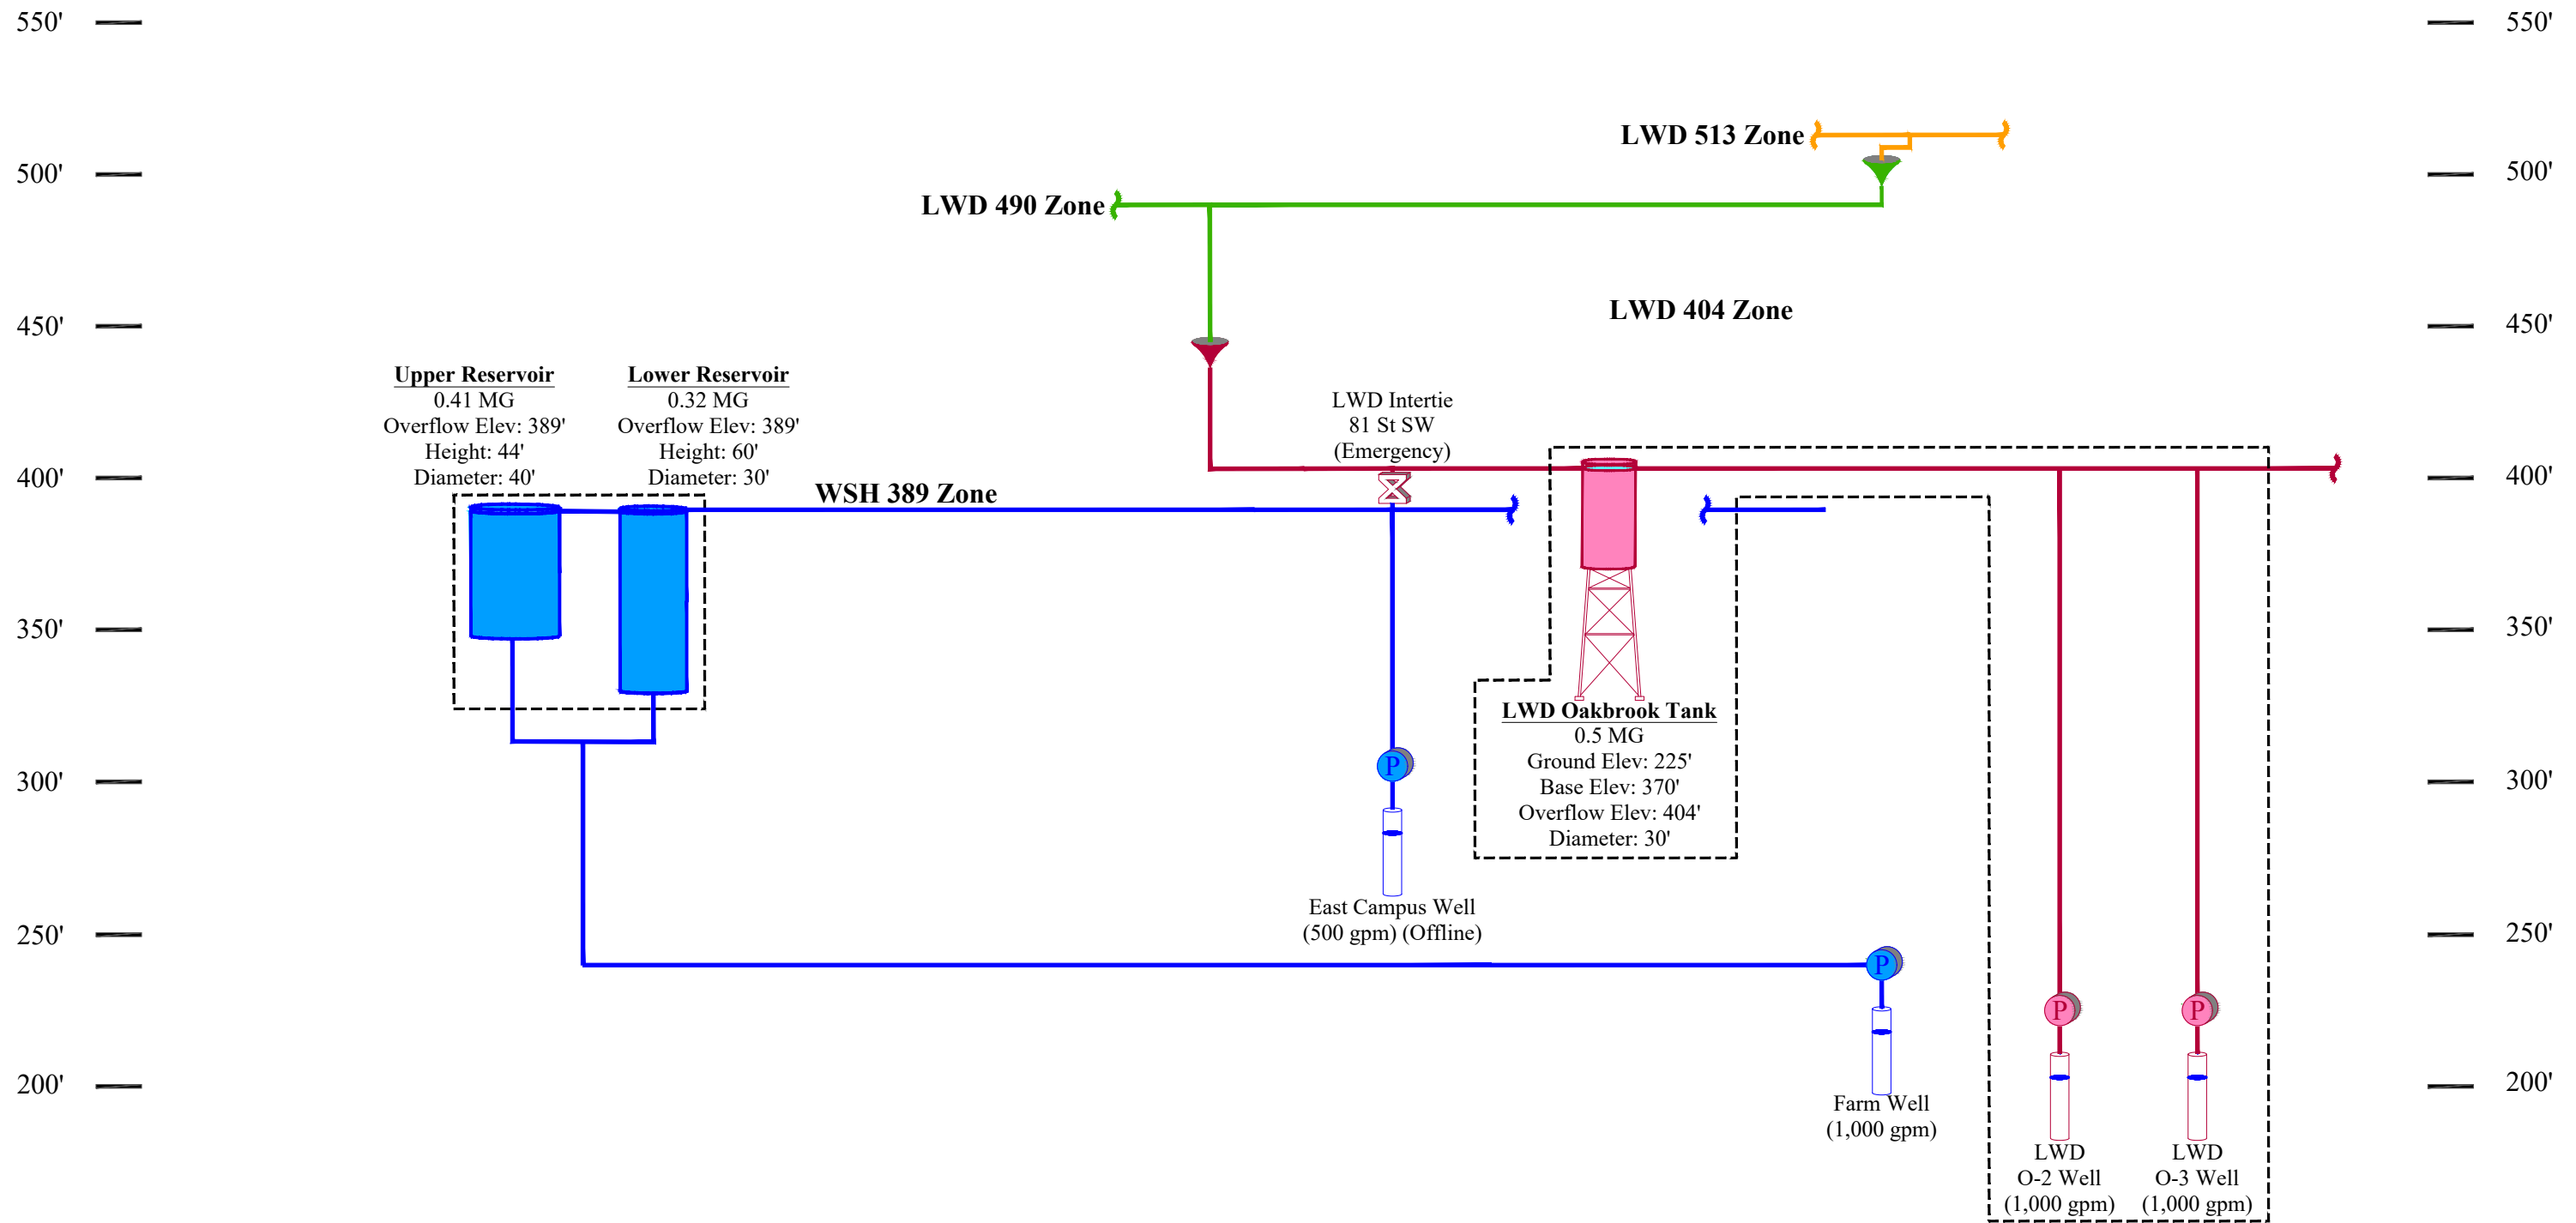 550'
550'
LWD 513 Zone
500'
500'
LWD 490 Zone
LWD 404 Zone
450'
450'
Upper Reservoir
0.41 MG
Overflow Elev: 389'
Height: 44'
Diameter: 40'
Lower Reservoir
0.32 MG
Overflow Elev: 389'
Height: 60'
Diameter: 30'
LWD Intertie
81 St SW
(Emergency)
400'
400'
WSH 389 Zone
350'
350'
LWD Oakbrook Tank
0.5 MG
Ground Elev: 225'
Base Elev: 370'
Overflow Elev: 404'
Diameter: 30'
P
300'
300'
East Campus Well
(500 gpm) (Offline)
250'
250'
P
P
P
200'
200'
Farm Well
(1,000 gpm)
LWD
O-2 Well
(1,000 gpm)
LWD
O-3 Well
(1,000 gpm)